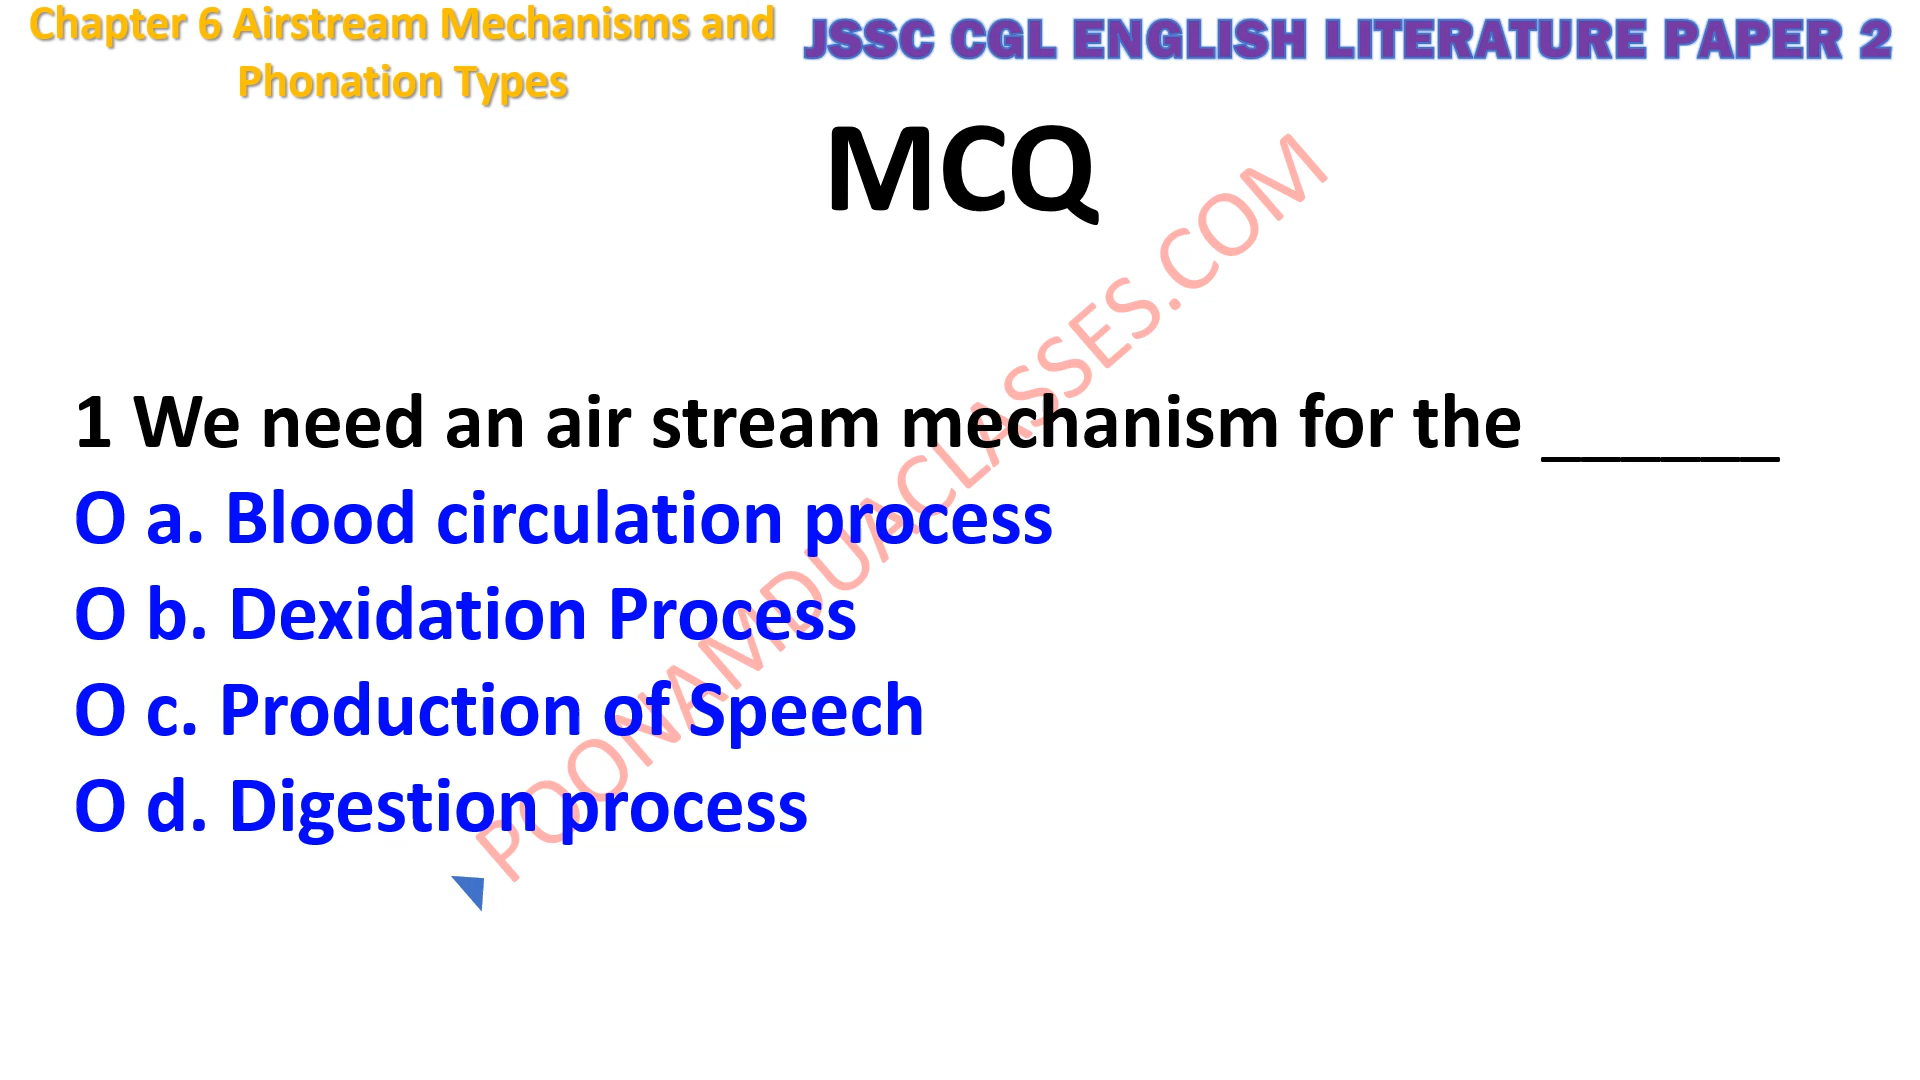 Chapter 6 Airstream Mechanisms and
Phonation Types
JSSC CGL ENGLISH LITERATURE PAPER 2
MCQ
1 We need an air stream mechanism for the ______
O a. Blood circulation process
O b. Dexidation Process
O c. Production of Speech
O d. Digestion process
POONAMDUACLASSES.COM